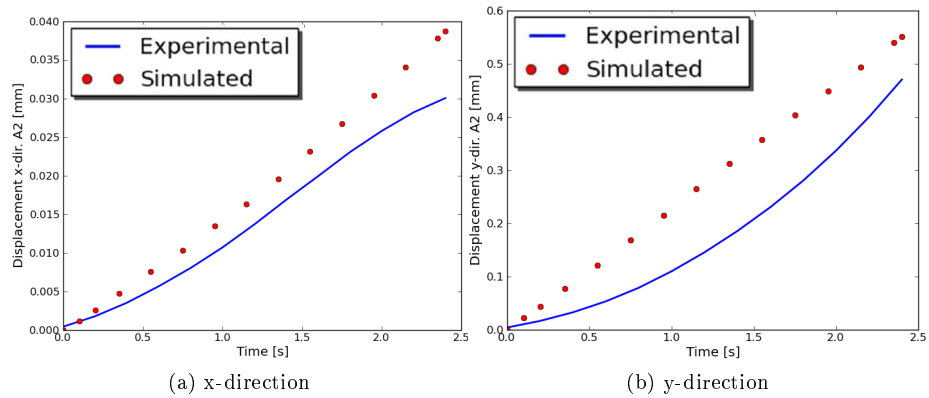 Experimental
Simulated
Displacement x-dir. A2 [mm]
0.040
0.035
0.030
0.025
0.020
0.015
0.010
0.005
0.000
0.0 0.5 1.0 1.5 2.0 2.5
Time [s]
(a) x-direction
Experimental
Simulated
Displacement y-dir. A2 [mm]
0.6
0.5
0.4
0.3
0.2
0.1
0.0
0.0 0.5 1.0 1.5 2.0 2.5
Time [s]
(b) y-direction